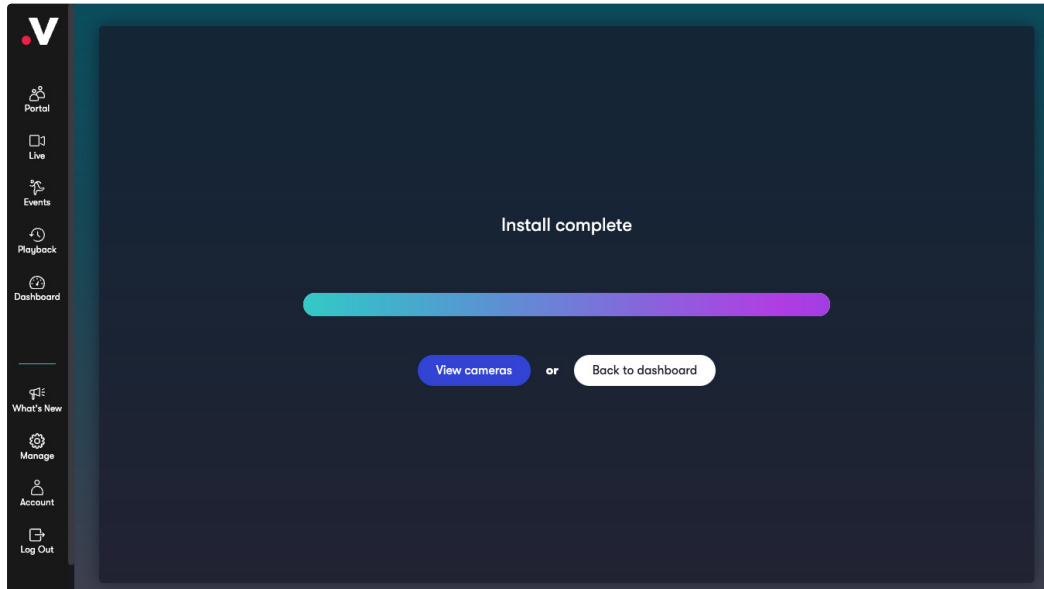 .V
Portal
Live
Events
Playback
Dashboard
What's New
Manage
Account
Log Out
Install complete
View cameras or Back to dashboard